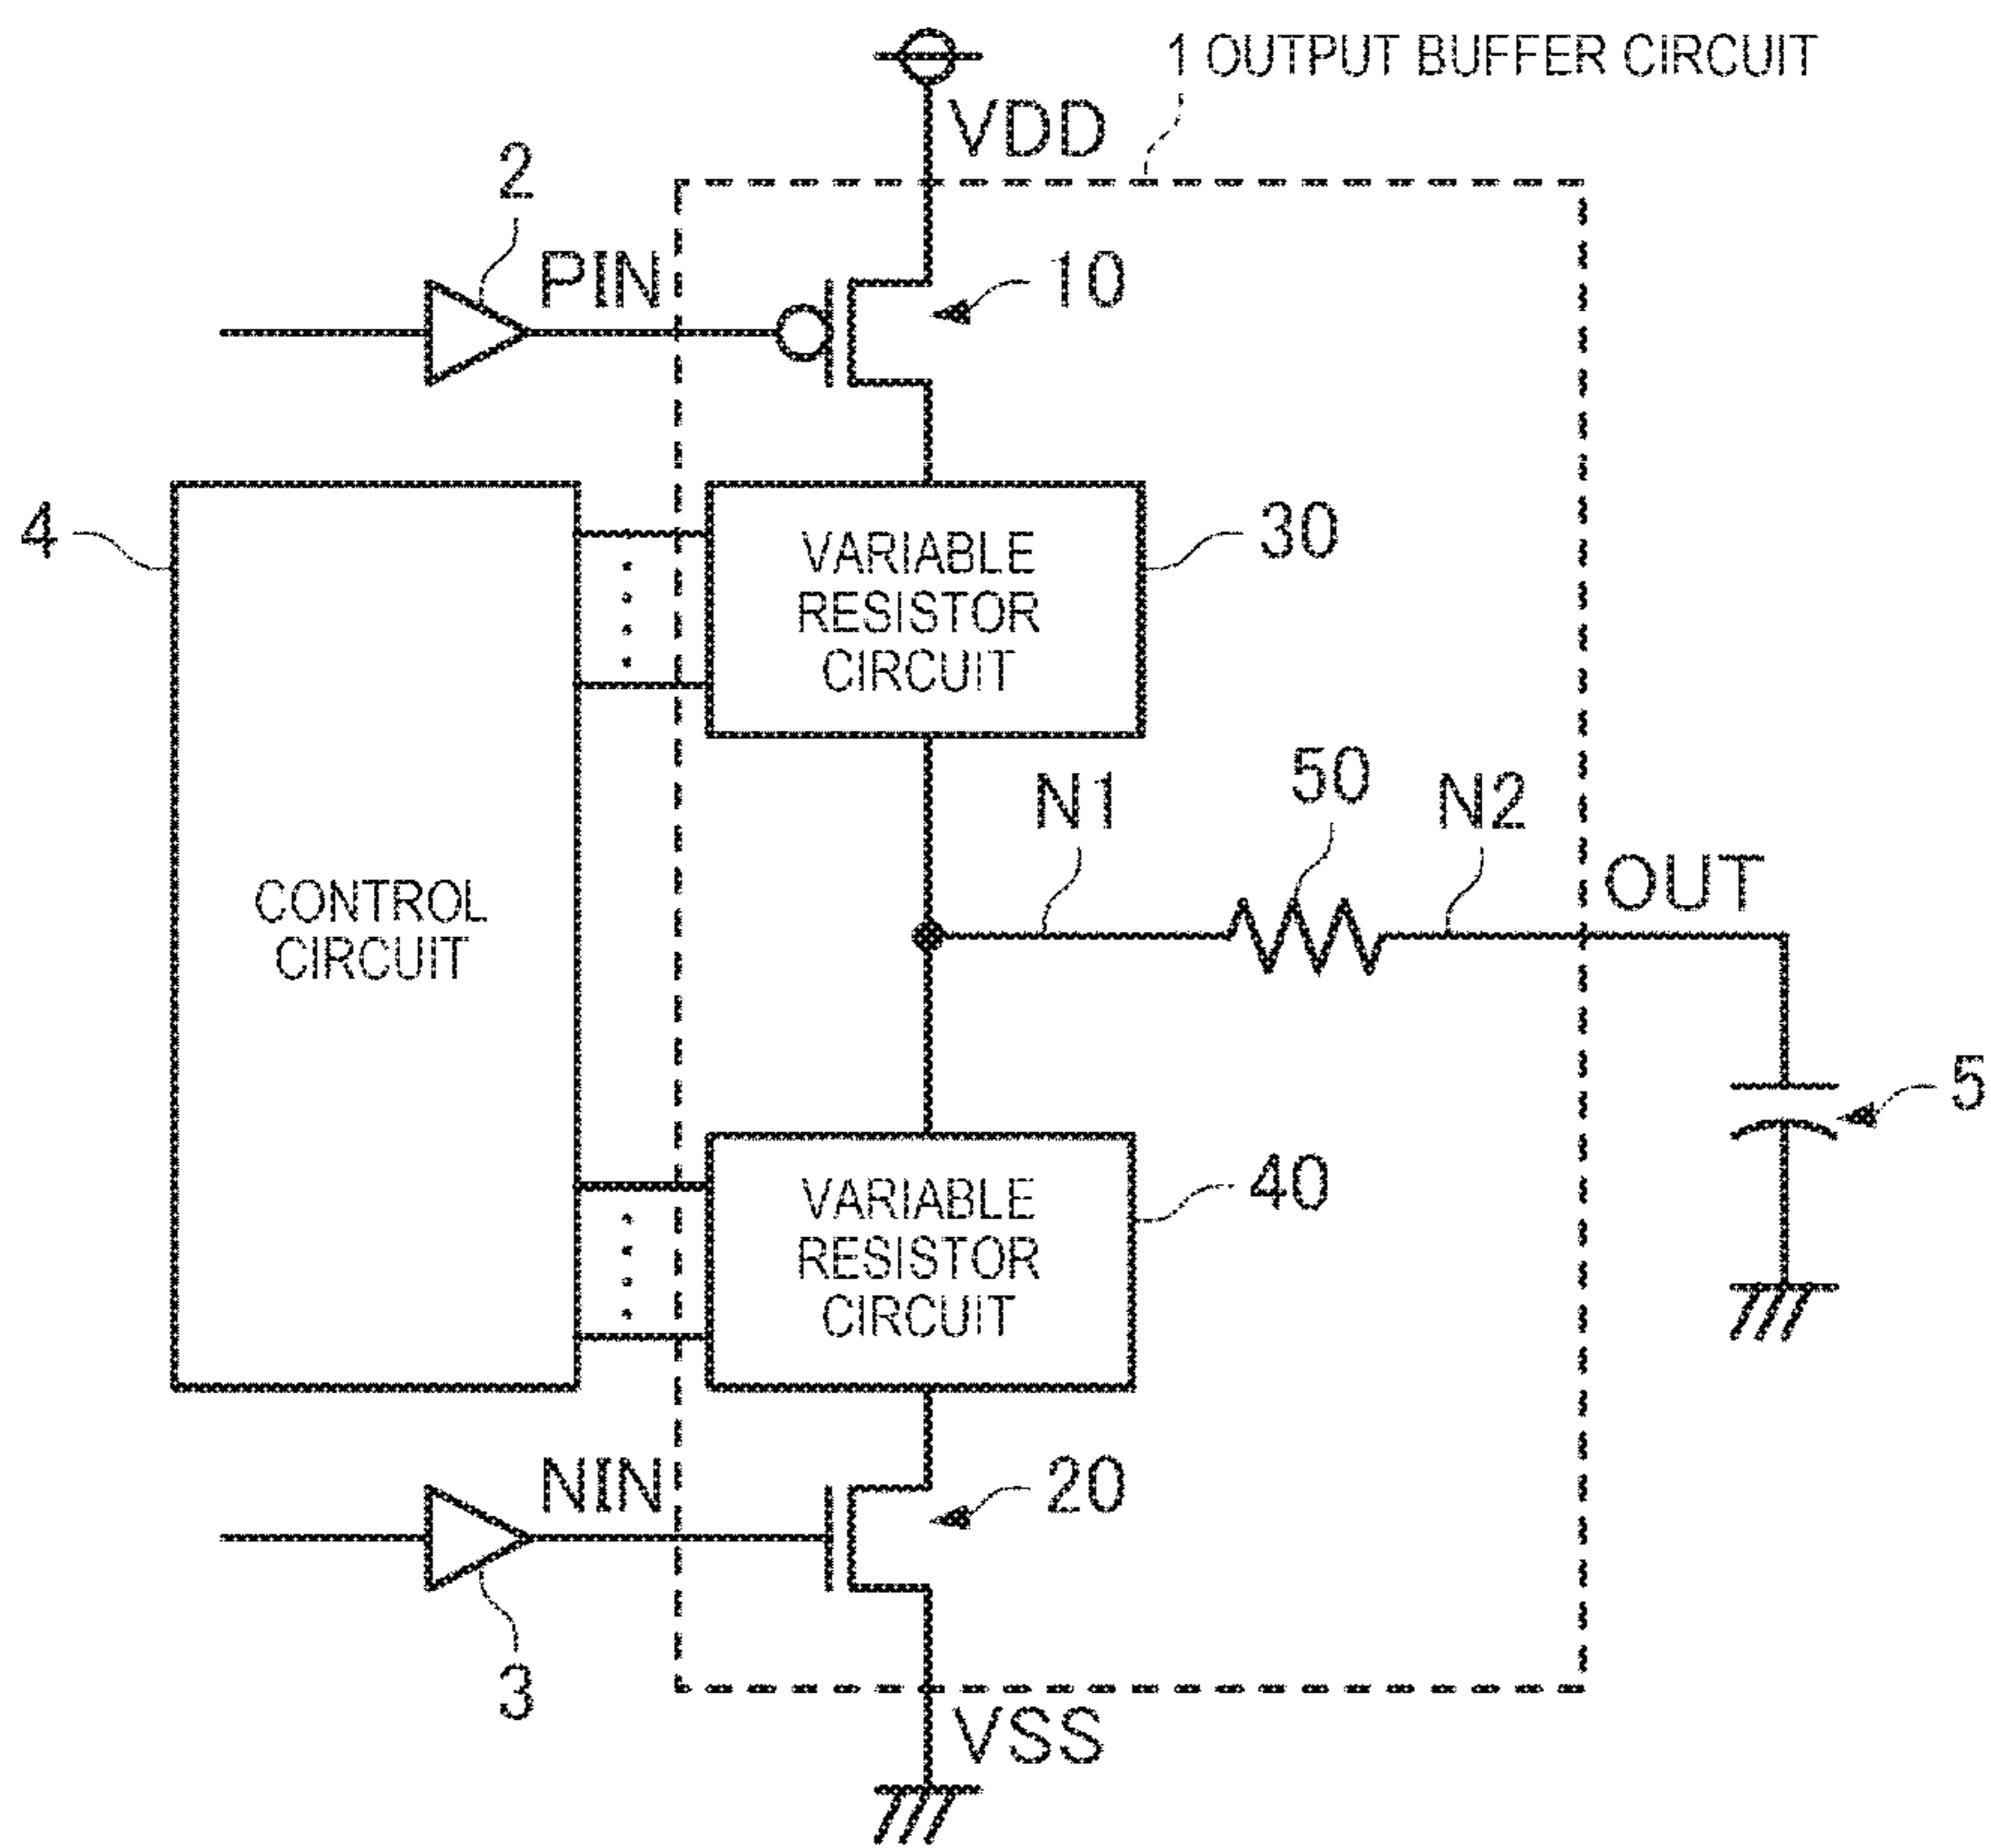 1 OUTPUT BUFFER CIRCUIT
VDD
2
PIN
10
4
VARIABLE
RESISTOR
CIRCUIT
30
N1
50
N2
OUT
CONTROL
CIRCUIT
5
VARIABLE
RESISTOR
CIRCUIT
40
NIN
20
3
VSS